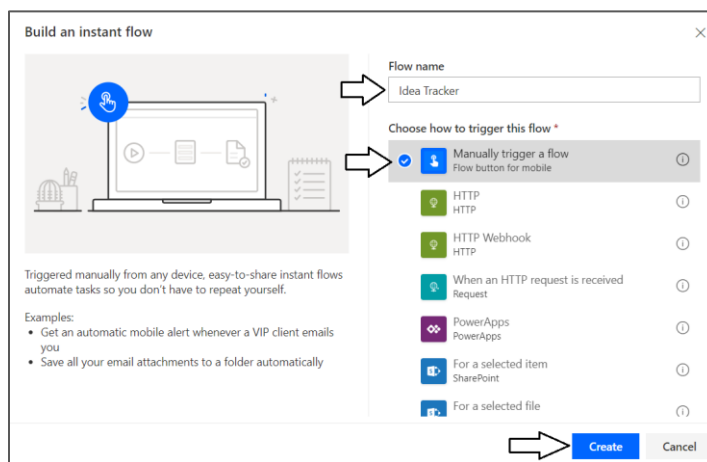 Build an instant flow
Triggered manually from any device, easy-to-share instant flows
automate tasks so you don't have to repeat yourself.
Examples:
• Get an automatic mobile alert whenever a VIP client emails
you
• Save all your email attachments to a folder automatically
Flow name
Idea Tracker
Choose how to trigger this flow *
Manually trigger a flow
Flow button for mobile
HTTP
HTTP
HTTP Webhook
HTTP
When an HTTP request is received
Request
PowerApps
PowerApps
For a selected item
SharePoint
For a selected file
Create
Cancel